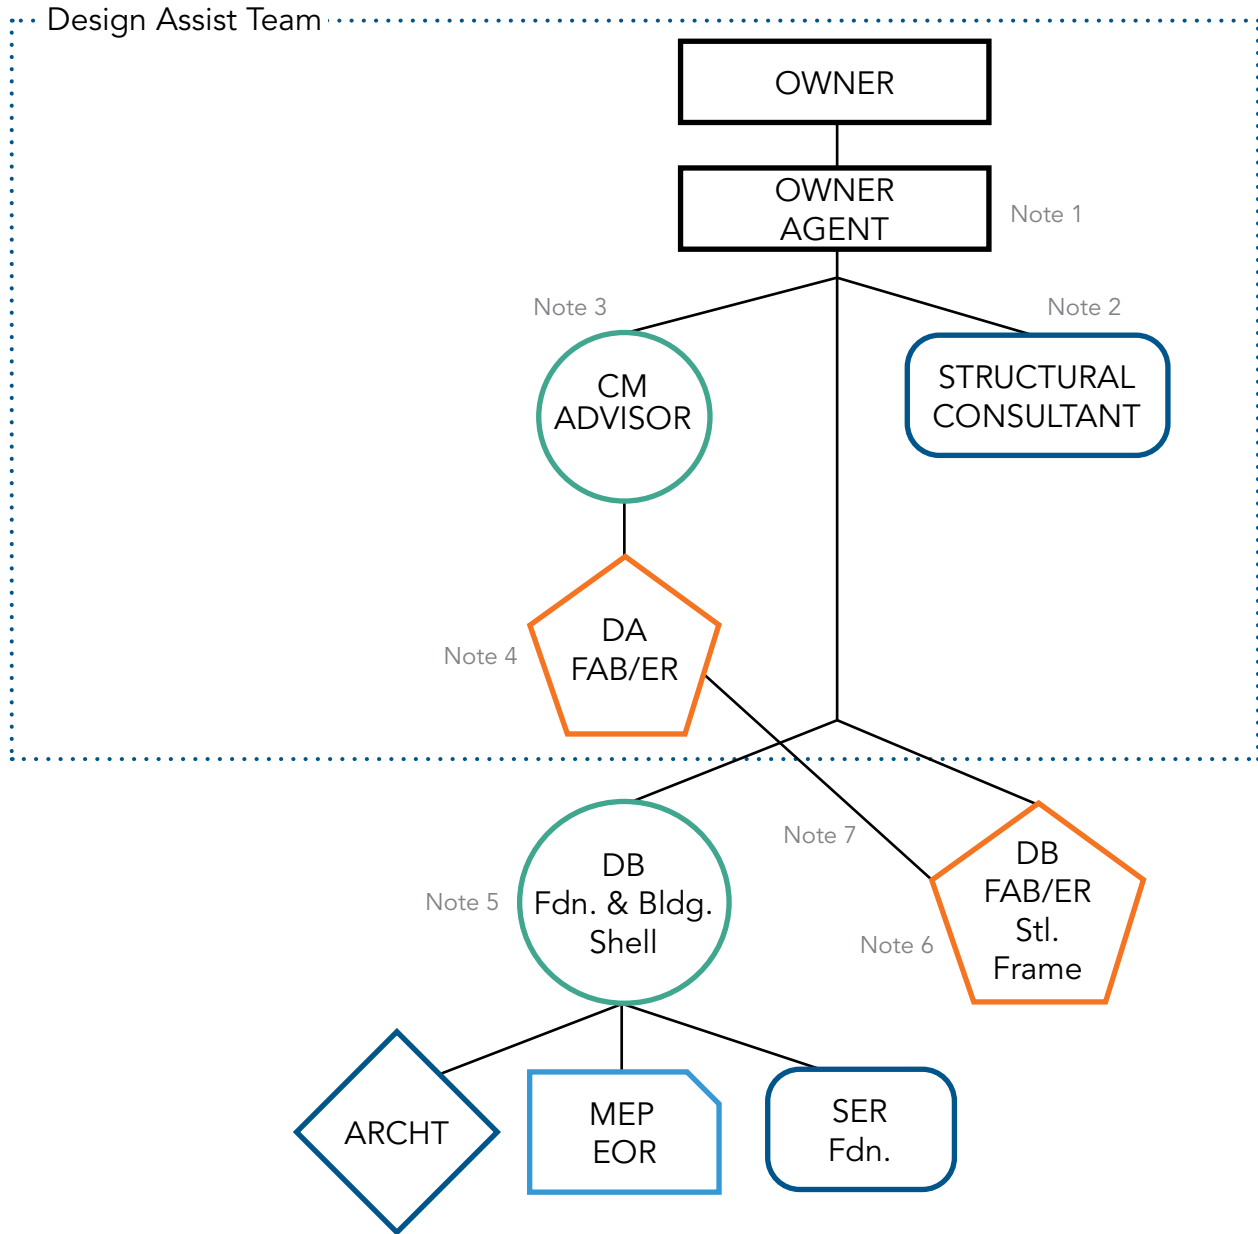 Design Assist Team
OWNER
OWNER
AGENT
Note 1
Note 3
Note 2
CM
ADVISOR
STRUCTURAL
CONSULTANT
DA
FAB/ER
Note 4
Note 7
DB
Fdn. & Bldg.
Shell
Note 5
DB
FAB/ER
Stl.
Frame
Note 6
ARCHT
MEP
EOR
SER
Fdn.